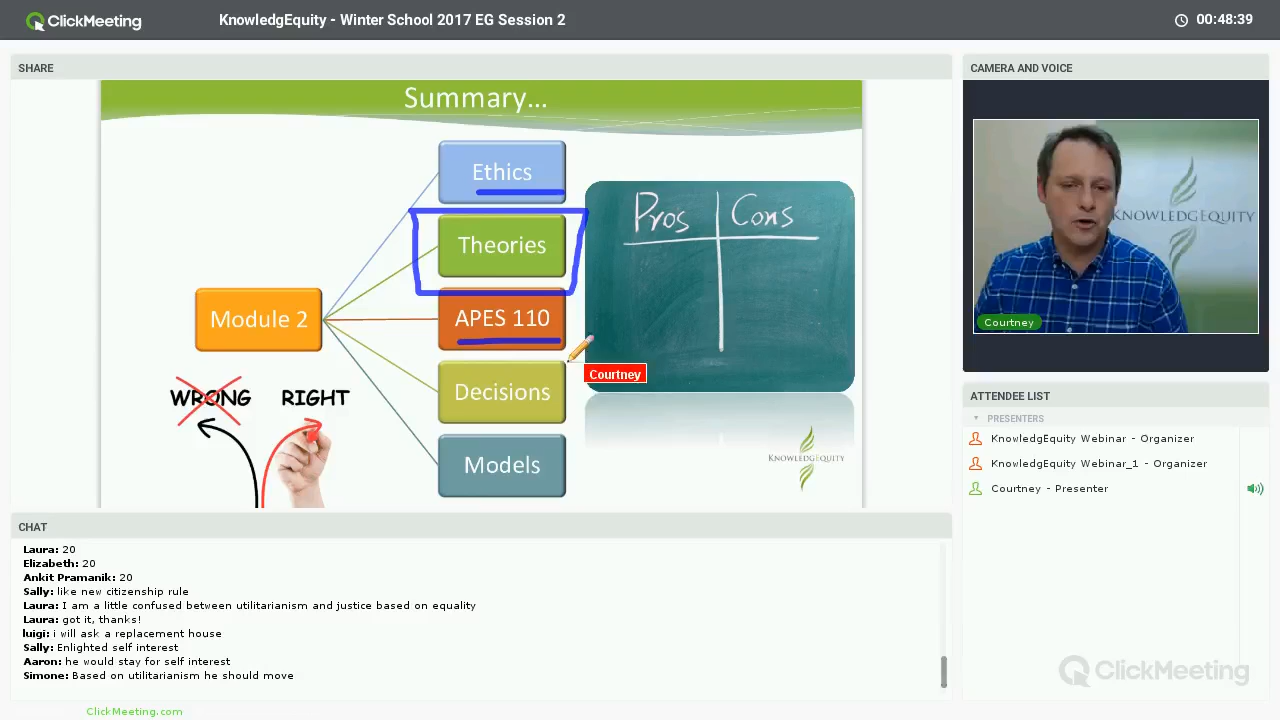 ClickMeeting
KnowledgEquity - Winter School 2017 EG Session 2
00:48:39
SHARE
Summary...
Ethics
Theories
Module 2
APES 110
Decisions
Models
Pros
Cons
WRONG
RIGHT
Courtney
KNOWLEDGEQUITY
CAMERA AND VOICE
KNOWLEDGEQUITY
Courtney
ATTENDEE LIST
PRESENTERS
KnowledgEquity Webinar - Organizer
KnowledgEquity Webinar_1 - Organizer
Courtney - Presenter
CHAT
Laura: 20
Elizabeth: 20
Ankit Pramanik: 20
Sally: like new citizenship rule
Laura: I am a little confused between utilitarianism and justice based on equality
Laura: got it, thanks!
luigi: i will ask a replacement house
Sally: Enlighted self interest
Aaron: he would stay for self interest
Simone: Based on utilitarianism he should move
ClickMeeting
ClickMeeting.com